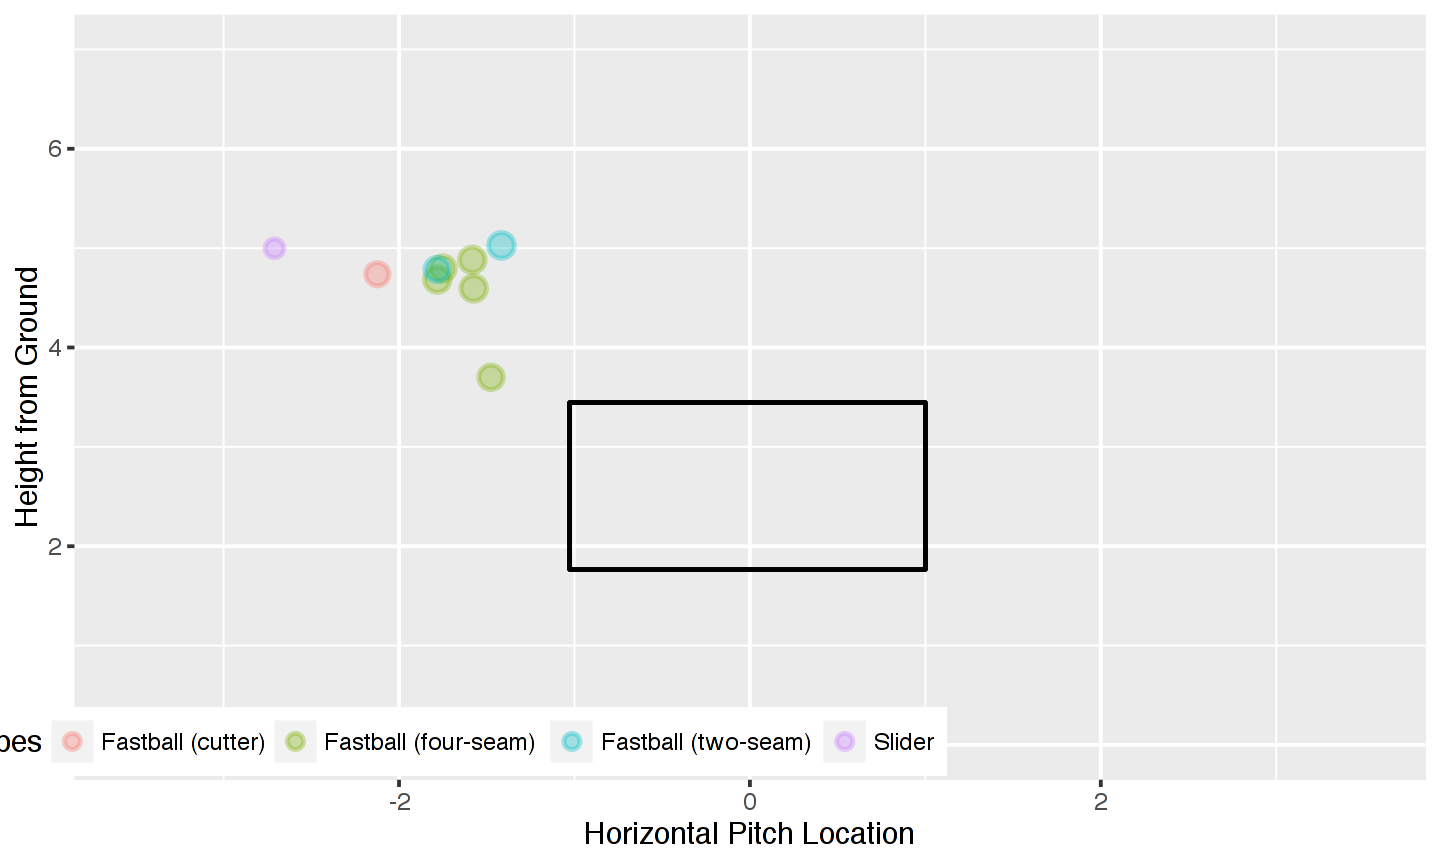 Height from Ground
6
4
2
pes Fastball (cutter) Fastball (four-seam) Fastball (two-seam) Slider
-2 0 2
Horizontal Pitch Location